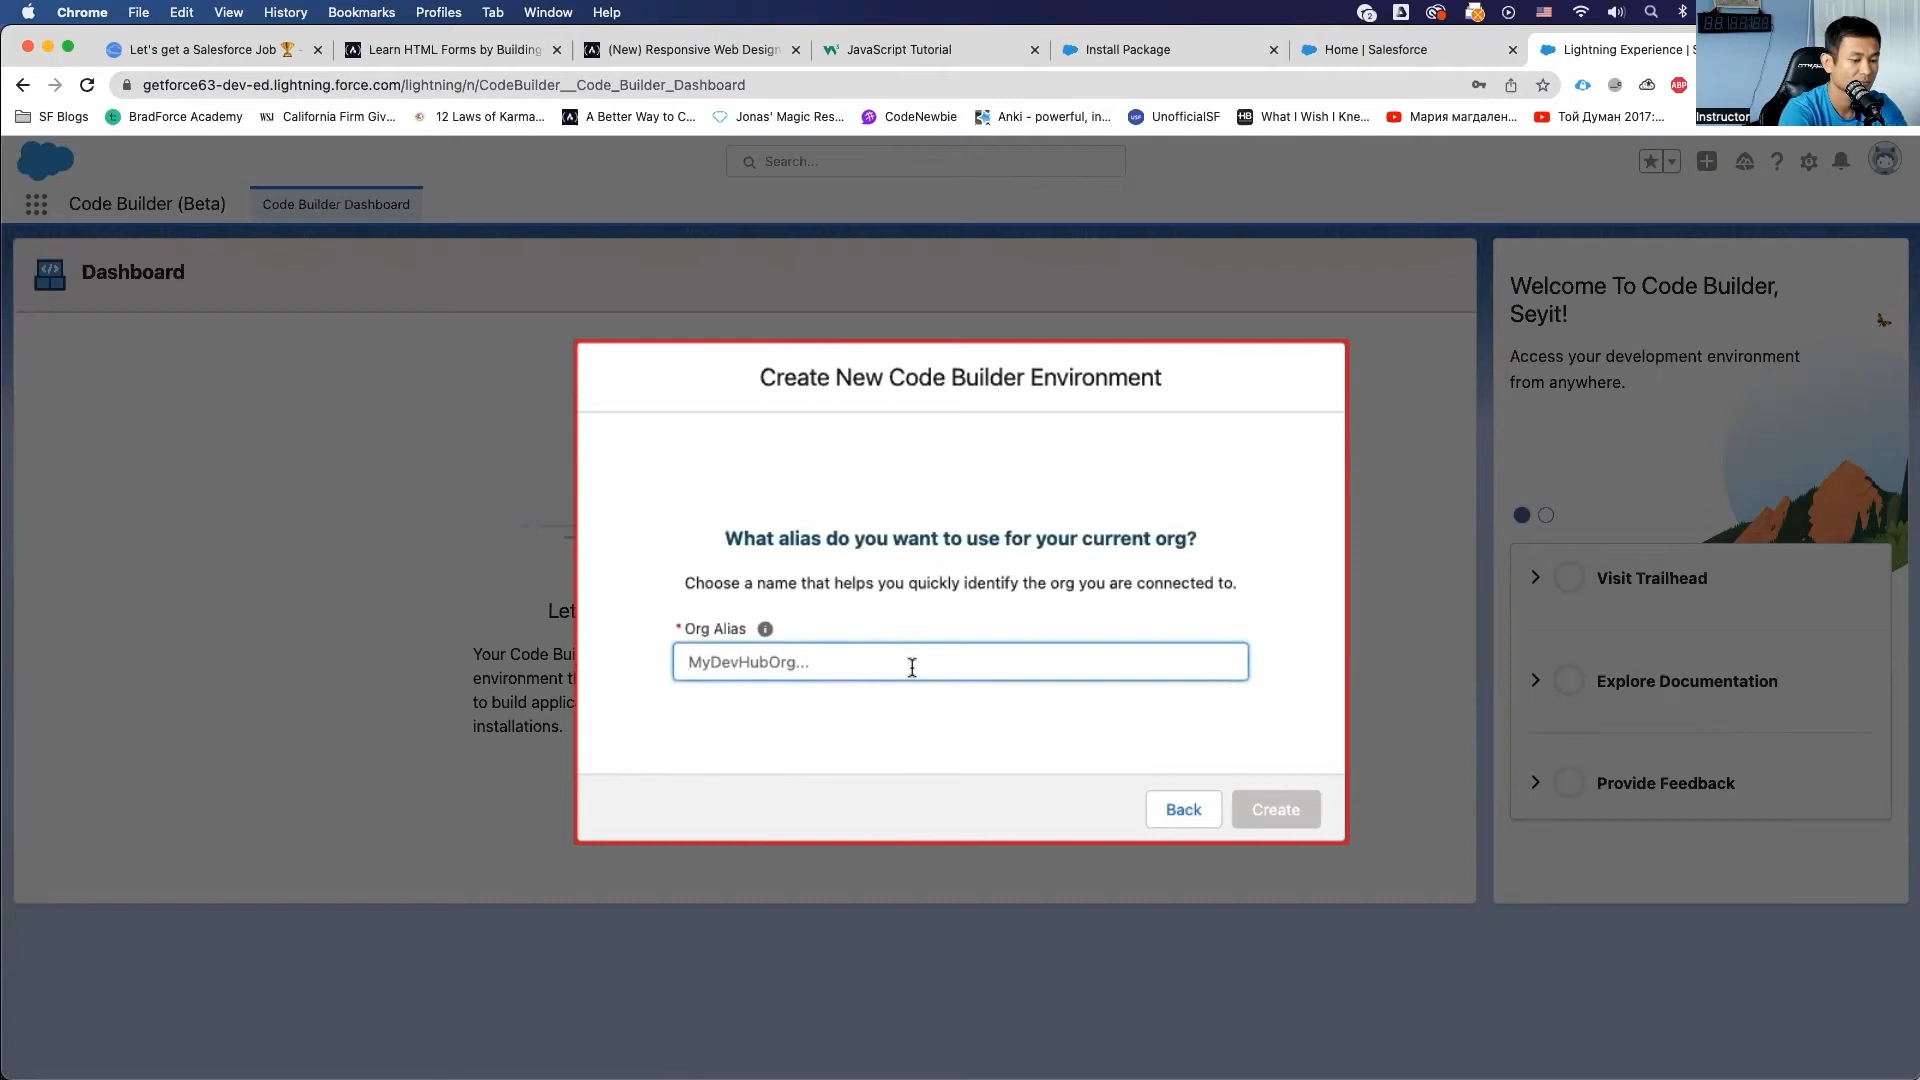 Chrome File Edit View History Bookmarks Profiles Tab Window Help
Let's get a Salesforce Job 🏆
Learn HTML Forms by Building
(New) Responsive Web Design
JavaScript Tutorial
Install Package
Home | Salesforce
Lightning Experience | S
getforce63-dev-ed.lightning.force.com/lightning/n/CodeBuilder__Code_Builder_Dashboard
ABP
SF Blogs
BradForce Academy
WSJ California Firm Giv...
12 Laws of Karma...
A Better Way to C...
Jonas' Magic Res...
CodeNewbie
Anki - powerful, in...
USF UnofficialSF
HB What I Wish I Kne...
Мария магдален...
Той Думан 2017:...
Instructor
Search...
Code Builder (Beta)
Code Builder Dashboard
Dashboard
Let
Your Code Bui
environment t
to build applic
installations.
Create New Code Builder Environment
What alias do you want to use for your current org?
Choose a name that helps you quickly identify the org you are connected to.
* Org Alias
MyDevHubOrg...
Back
Create
Welcome To Code Builder,
Seyit!
Access your development environment
from anywhere.
Visit Trailhead
Explore Documentation
Provide Feedback